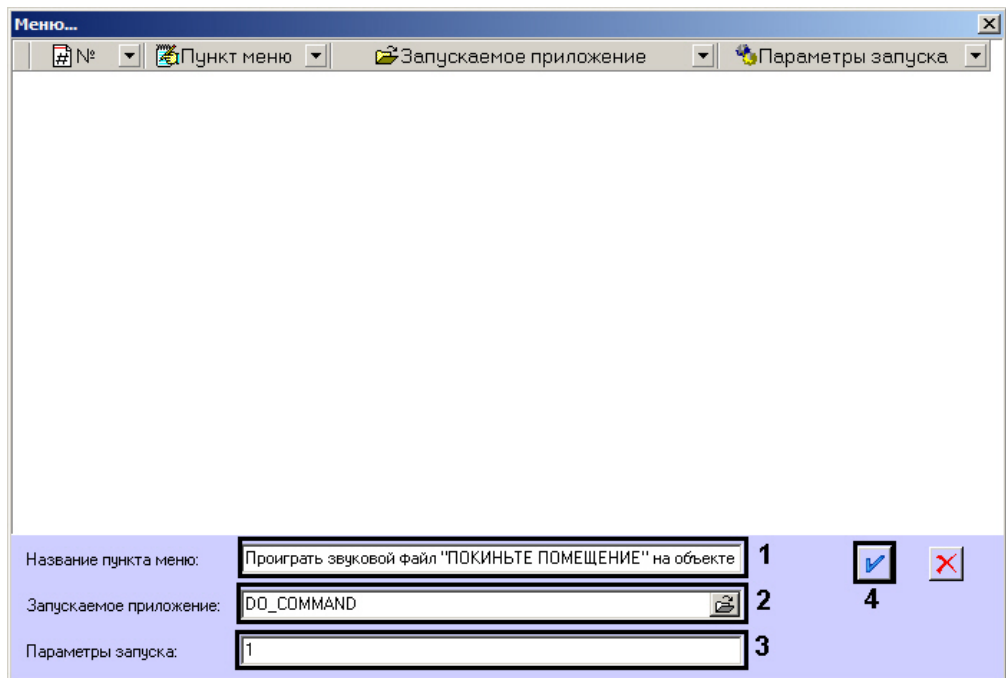 Меню...
№ Пункт меню Запускаемое приложение Параметры запуска
Название пункта меню: Проиграть звуковой файл "ПОКИНЬТЕ ПОМЕЩЕНИЕ" на объекте 1
Запускаемое приложение: DO_COMMAND 2
4
Параметры запуска: 1 3